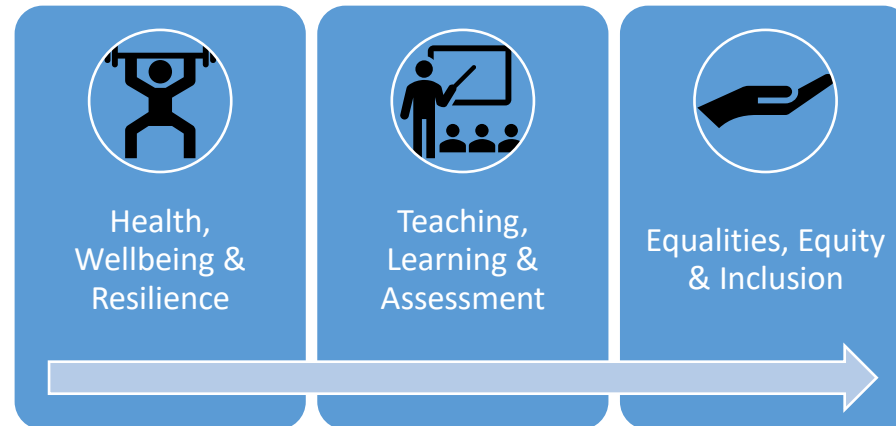 Health,
Wellbeing &
Resilience
Teaching,
Learning &
Assessment
Equalities, Equity
& Inclusion